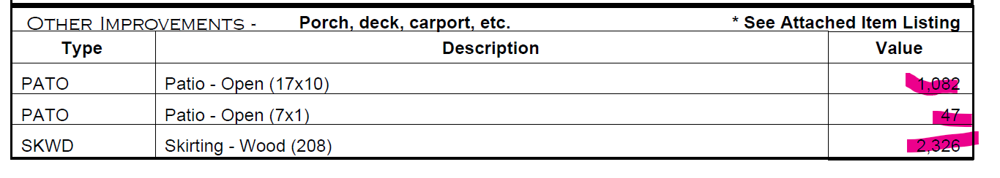 OTHER IMPROVEMENTS - Porch, deck, carport, etc. * See Attached Item Listing
Type Description Value
PATO Patio - Open (17x10) 1,082
PATO Patio - Open (7x1) 47
SKWD Skirting - Wood (208) 2,326